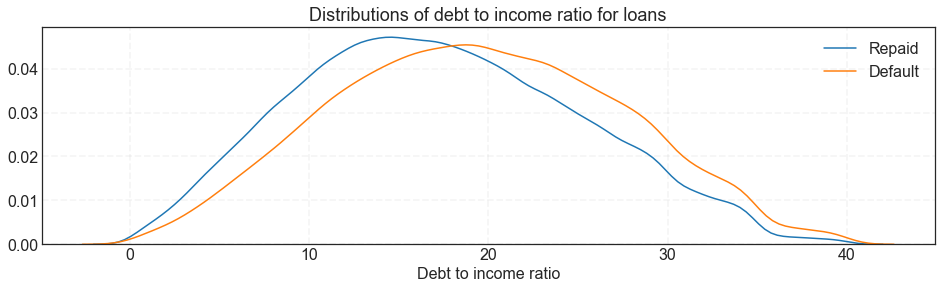 Distributions of debt to income ratio for loans
Repaid
Default
0.04
0.03
0.02
0.01
0.00
0 10 20 30 40
Debt to income ratio